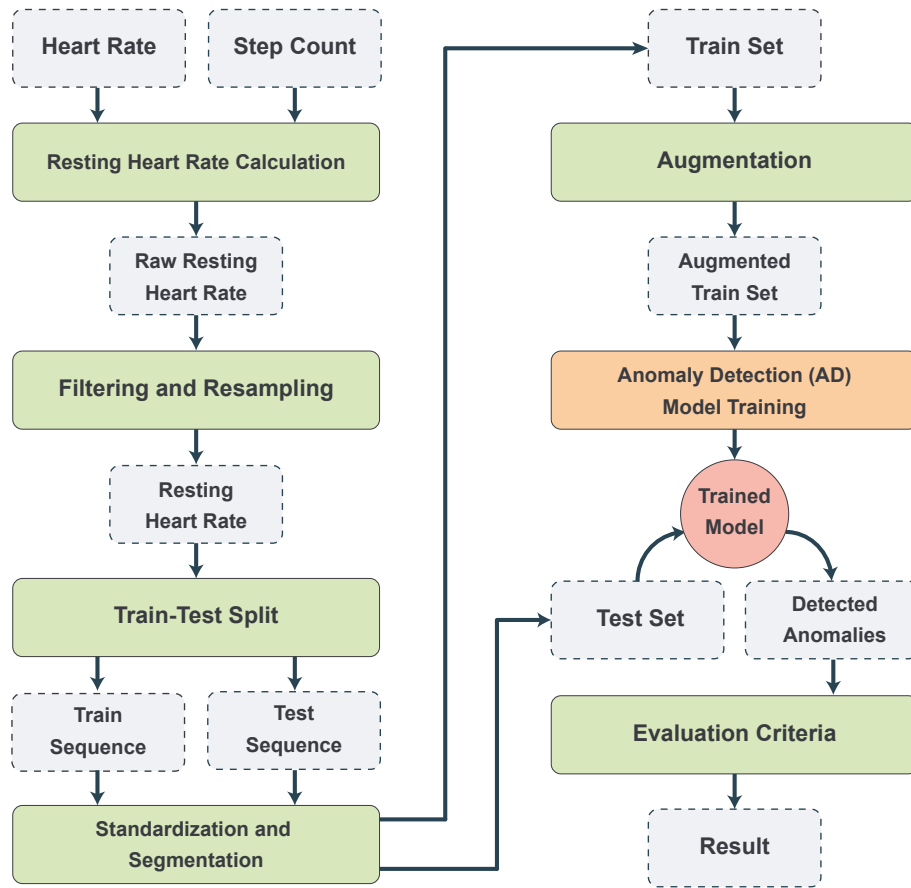 Heart Rate
Step Count
Resting Heart Rate Calculation
Raw Resting
Heart Rate
Filtering and Resampling
Resting
Heart Rate
Train-Test Split
Train
Sequence
Test
Sequence
Standardization and
Segmentation
Train Set
Augmentation
Augmented
Train Set
Anomaly Detection (AD)
Model Training
Trained
Model
Test Set
Detected
Anomalies
Evaluation Criteria
Result